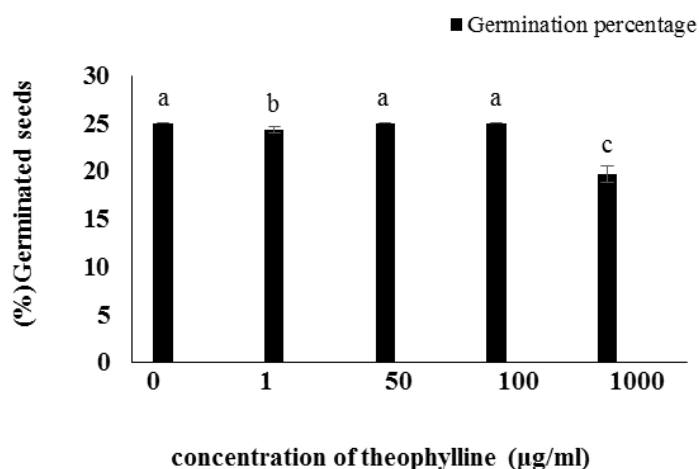 Germination percentage
30
25
20
15
10
5
0
(%)Germinated seeds
a
b
a
a
c
0 1 50 100 1000
concentration of theophylline (µg/ml)